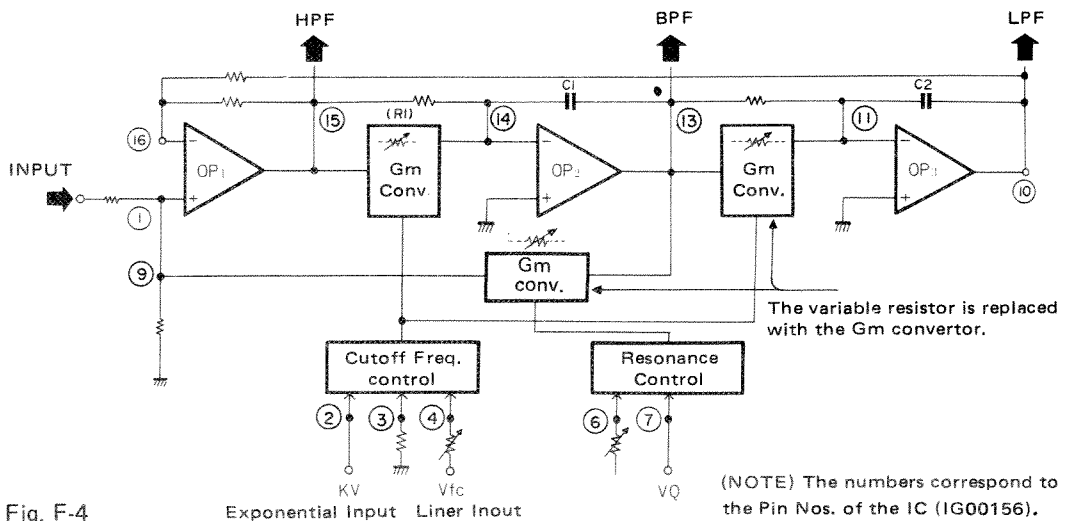 HPF
BPF
LPF
C1
C2
(R1)
15
14
13
11
16
INPUT
OP1
Gm
Conv.
OP2
Gm
Conv.
OP3
10
1
9
Gm
conv.
The variable resistor is replaced
with the Gm convertor.
Cutoff Freq.
control
Resonance
Control
2
3
4
6
7
KV
Vfc
VQ
Exponential Input
Liner Inout
(NOTE) The numbers correspond to
the Pin Nos. of the IC (IG00156).
Fig. F-4